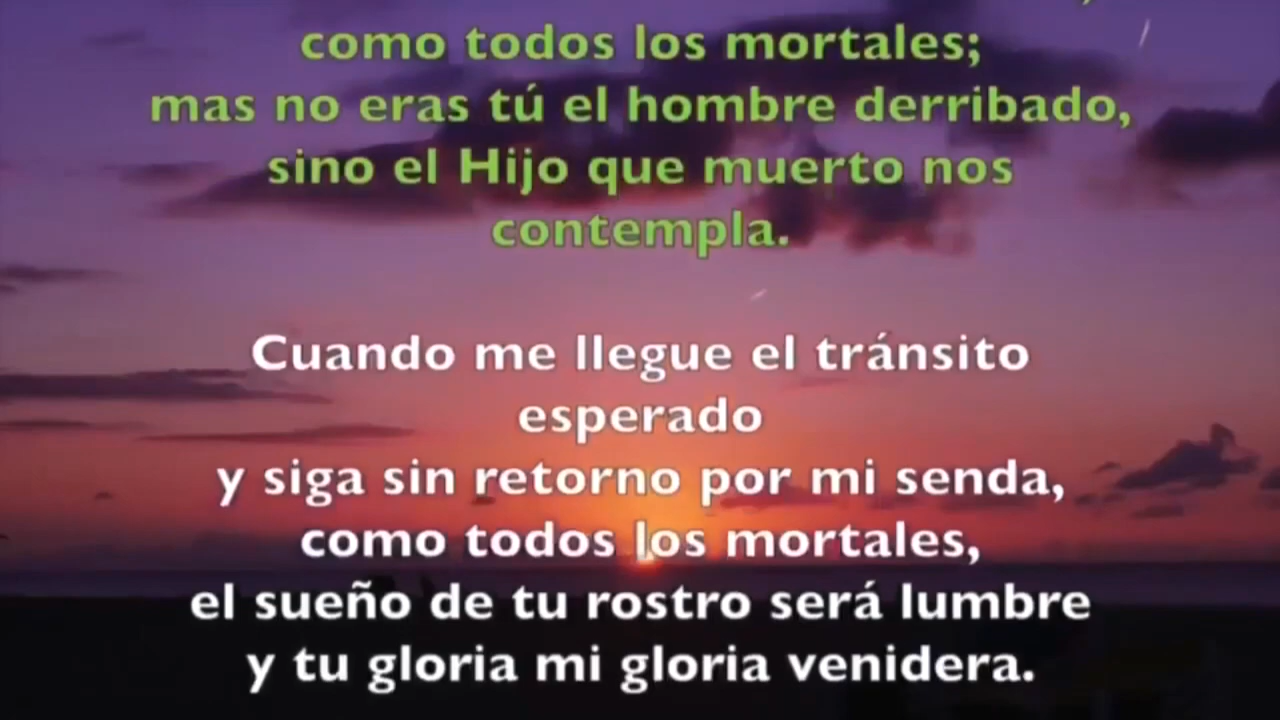 como todos los mortales;
mas no eras tú el hombre derribado,
sino el Hijo que muerto nos
contempla.
Cuando me llegue el tránsito
esperado
y siga sin retorno por mi senda,
como todos los mortales,
el sueño de tu rostro será lumbre
y tu gloria mi gloria venidera.